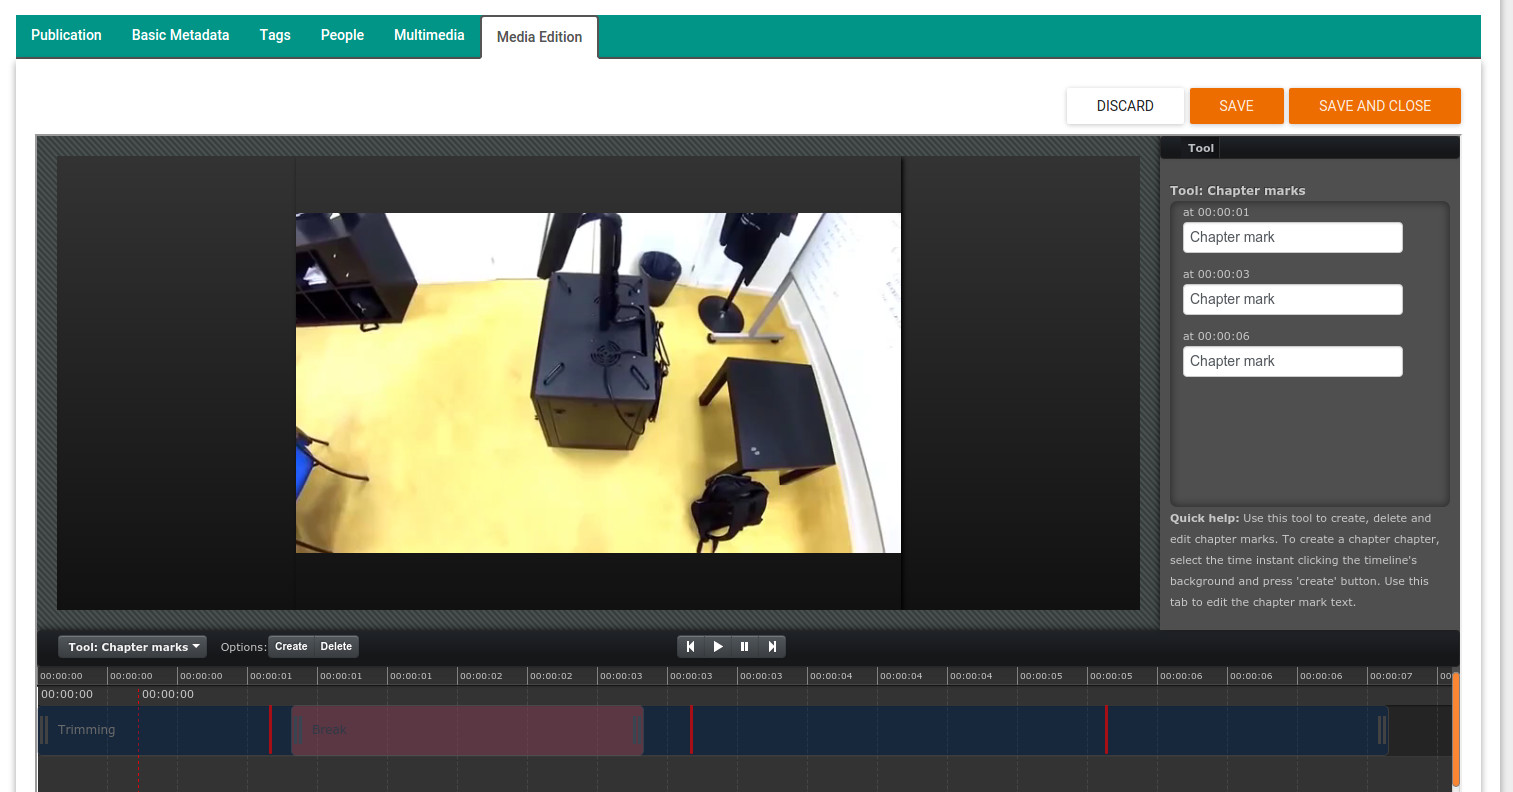 Publication Basic Metadata Tags People Multimedia Media Edition
DISCARD SAVE SAVE AND CLOSE
Tool
Tool: Chapter marks
at 00:00:01
Chapter mark
at 00:00:03
Chapter mark
at 00:00:06
Chapter mark
Quick help: Use this tool to create, delete and
edit chapter marks. To create a chapter chapter,
select the time instant clicking the timeline's
background and press 'create' button. Use this
tab to edit the chapter mark text.
Tool: Chapter marks Options: Create Delete
00:00:00 00:00:00 00:00:00 00:00:01 00:00:01 00:00:01 00:00:02 00:00:02 00:00:03 00:00:03 00:00:03 00:00:04 00:00:04 00:00:04 00:00:05 00:00:05 00:00:06 00:00:06 00:00:06 00:00:07
00:00:00 00:00:00
Trimming Break